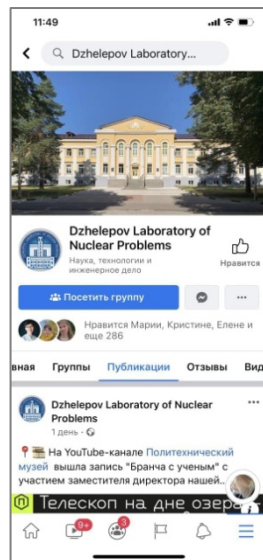 11:49
Dzhelepov Laboratory...
Dzhelepov Laboratory of
Nuclear Problems
Наука, технологии и
инженерное дело
Нравится
Посетить группу
Нравится Марии, Кристине, Елене и
еще 286
вная Группы Публикации Отзывы Вид
Dzhelepov Laboratory of Nuclear
Problems
1 день
На YouTube-канале Политехнический
музей вышла запись "Бранча с ученым" с
участием заместителя директора нашей...
Телескоп на дне озера
9+
3